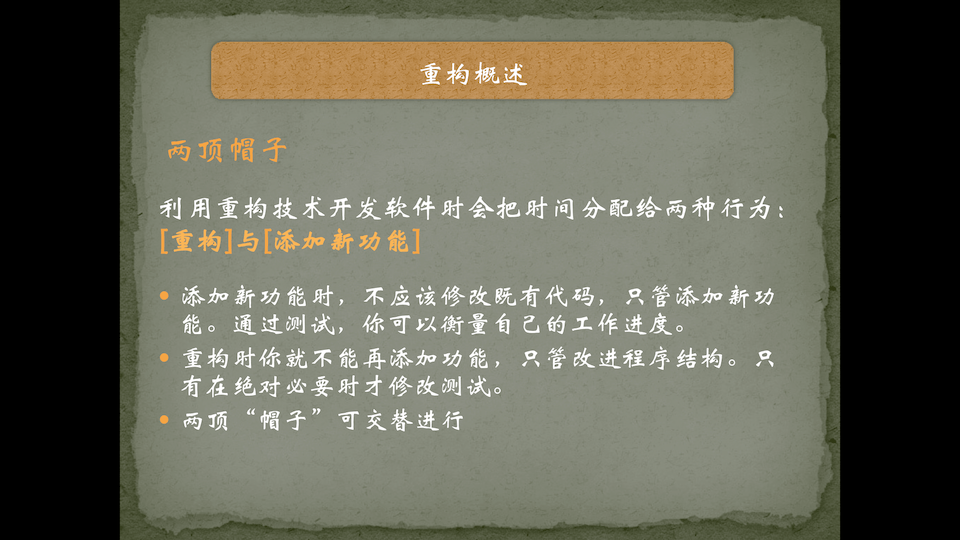 重构概述
两顶帽子
利用重构技术开发软件时会把时间分配给两种行为：
[重构]与[添加新功能]
• 添加新功能时，不应该修改既有代码，只管添加新功
能。通过测试，你可以衡量自己的工作进度。
• 重构时你就不能再添加功能，只管改进程序结构。只
有在绝对必要时才修改测试。
• 两顶“帽子”可交替进行